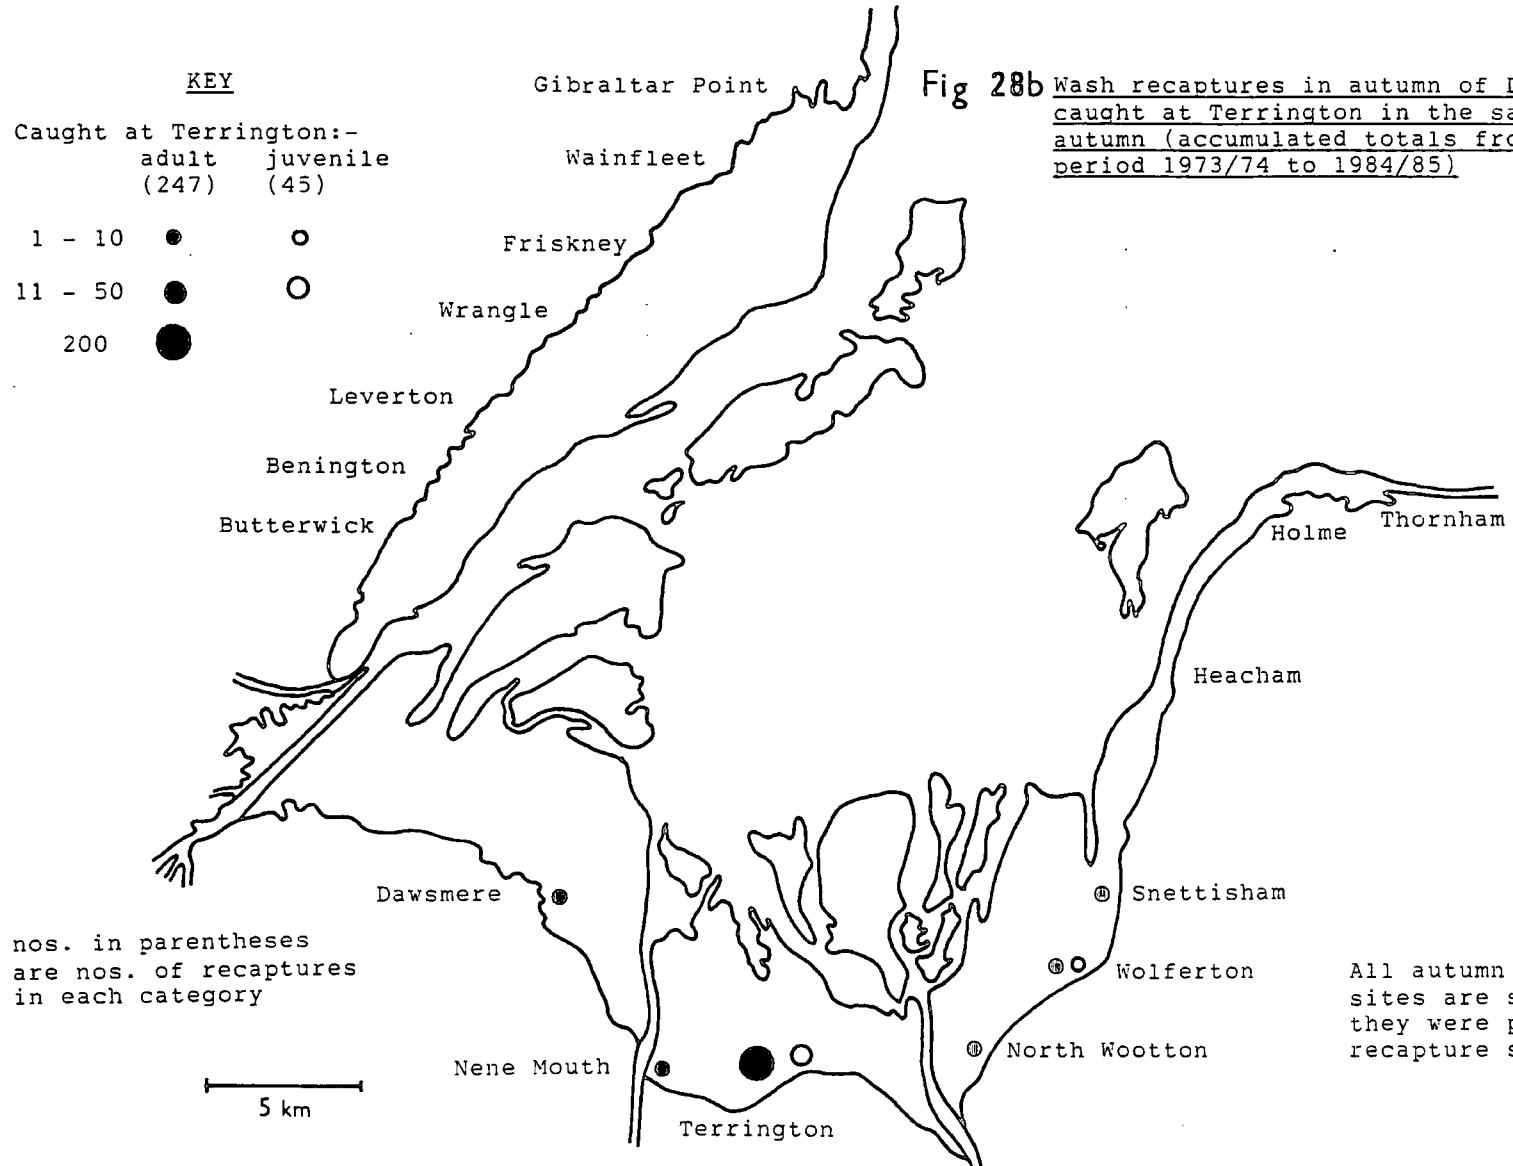 KEY
Caught at Terrington:-
adult juvenile
(247) (45)
1 - 10
11 - 50
200
Fig 28b Wash recaptures in autumn of
caught at Terrington in the
autumn (accumulated totals
period 1973/74 to 1984/85)
Gibraltar Point
Wainfleet
Friskney
Wrangle
Leverton
Benington
Butterwick
Holme
Thornham
Heacham
Dawsmere
Snettisham
nos. in parentheses
are nos. of recaptures
in each category
Wolferton
All autumn
sites are
they were
recapture
North Wootton
Nene Mouth
5 km
Terrington